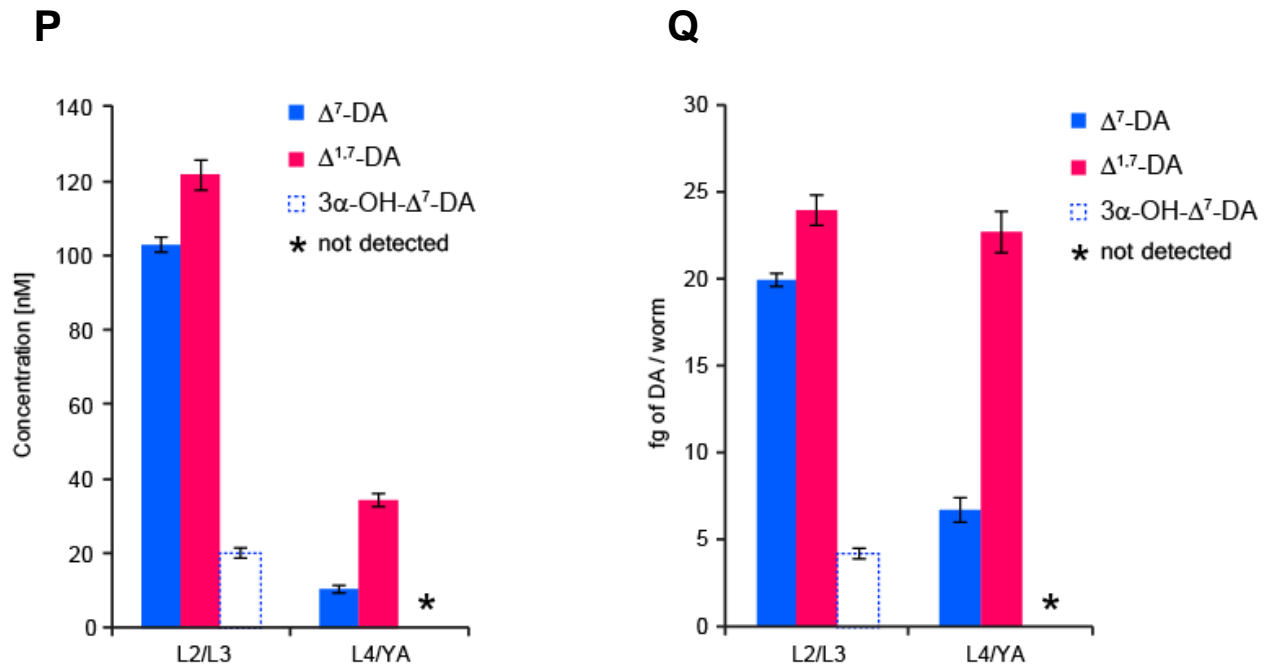 P
Q
140
120
100
80
60
40
20
0
Concentration [nM]
Δ⁷-DA
Δ¹·⁷-DA
3α-OH-Δ⁷-DA
* not detected
*
L2/L3
L4/YA
30
25
20
15
10
5
0
fg of DA / worm
Δ⁷-DA
Δ¹·⁷-DA
3α-OH-Δ⁷-DA
* not detected
*
L2/L3
L4/YA